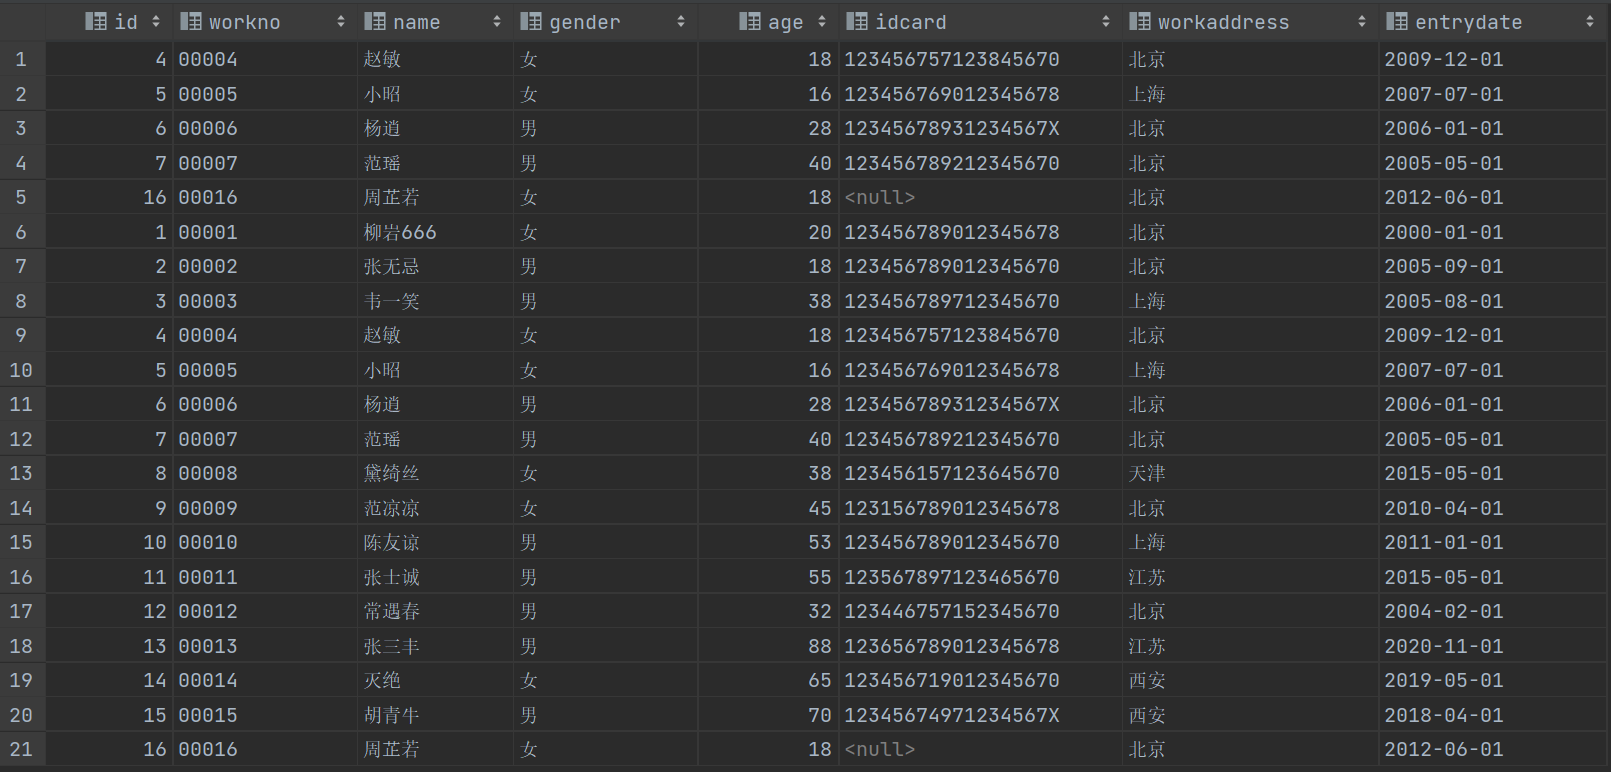 id workno name gender age idcard workaddress entrydate
1 4 00004 赵敏 女 18 123456757123845670 北京 2009-12-01
2 5 00005 小昭 女 16 123456769012345678 上海 2007-07-01
3 6 00006 杨逍 男 28 12345678931234567X 北京 2006-01-01
4 7 00007 范瑶 男 40 123456789212345670 北京 2005-05-01
5 16 00016 周芷若 女 18 <null> 北京 2012-06-01
6 1 00001 柳岩666 女 20 123456789012345678 北京 2000-01-01
7 2 00002 张无忌 男 18 123456789012345670 北京 2005-09-01
8 3 00003 韦一笑 男 38 123456789712345670 上海 2005-08-01
9 4 00004 赵敏 女 18 123456757123845670 北京 2009-12-01
10 5 00005 小昭 女 16 123456769012345678 上海 2007-07-01
11 6 00006 杨逍 男 28 12345678931234567X 北京 2006-01-01
12 7 00007 范瑶 男 40 123456789212345670 北京 2005-05-01
13 8 00008 黛绮丝 女 38 123456157123645670 天津 2015-05-01
14 9 00009 范凉凉 女 45 123156789012345678 北京 2010-04-01
15 10 00010 陈友谅 男 53 123456789012345670 上海 2011-01-01
16 11 00011 张士诚 男 55 123567897123465670 江苏 2015-05-01
17 12 00012 常遇春 男 32 123446757152345670 北京 2004-02-01
18 13 00013 张三丰 男 88 123656789012345678 江苏 2020-11-01
19 14 00014 灭绝 女 65 123456719012345670 西安 2019-05-01
20 15 00015 胡青牛 男 70 12345674971234567X 西安 2018-04-01
21 16 00016 周芷若 女 18 <null> 北京 2012-06-01